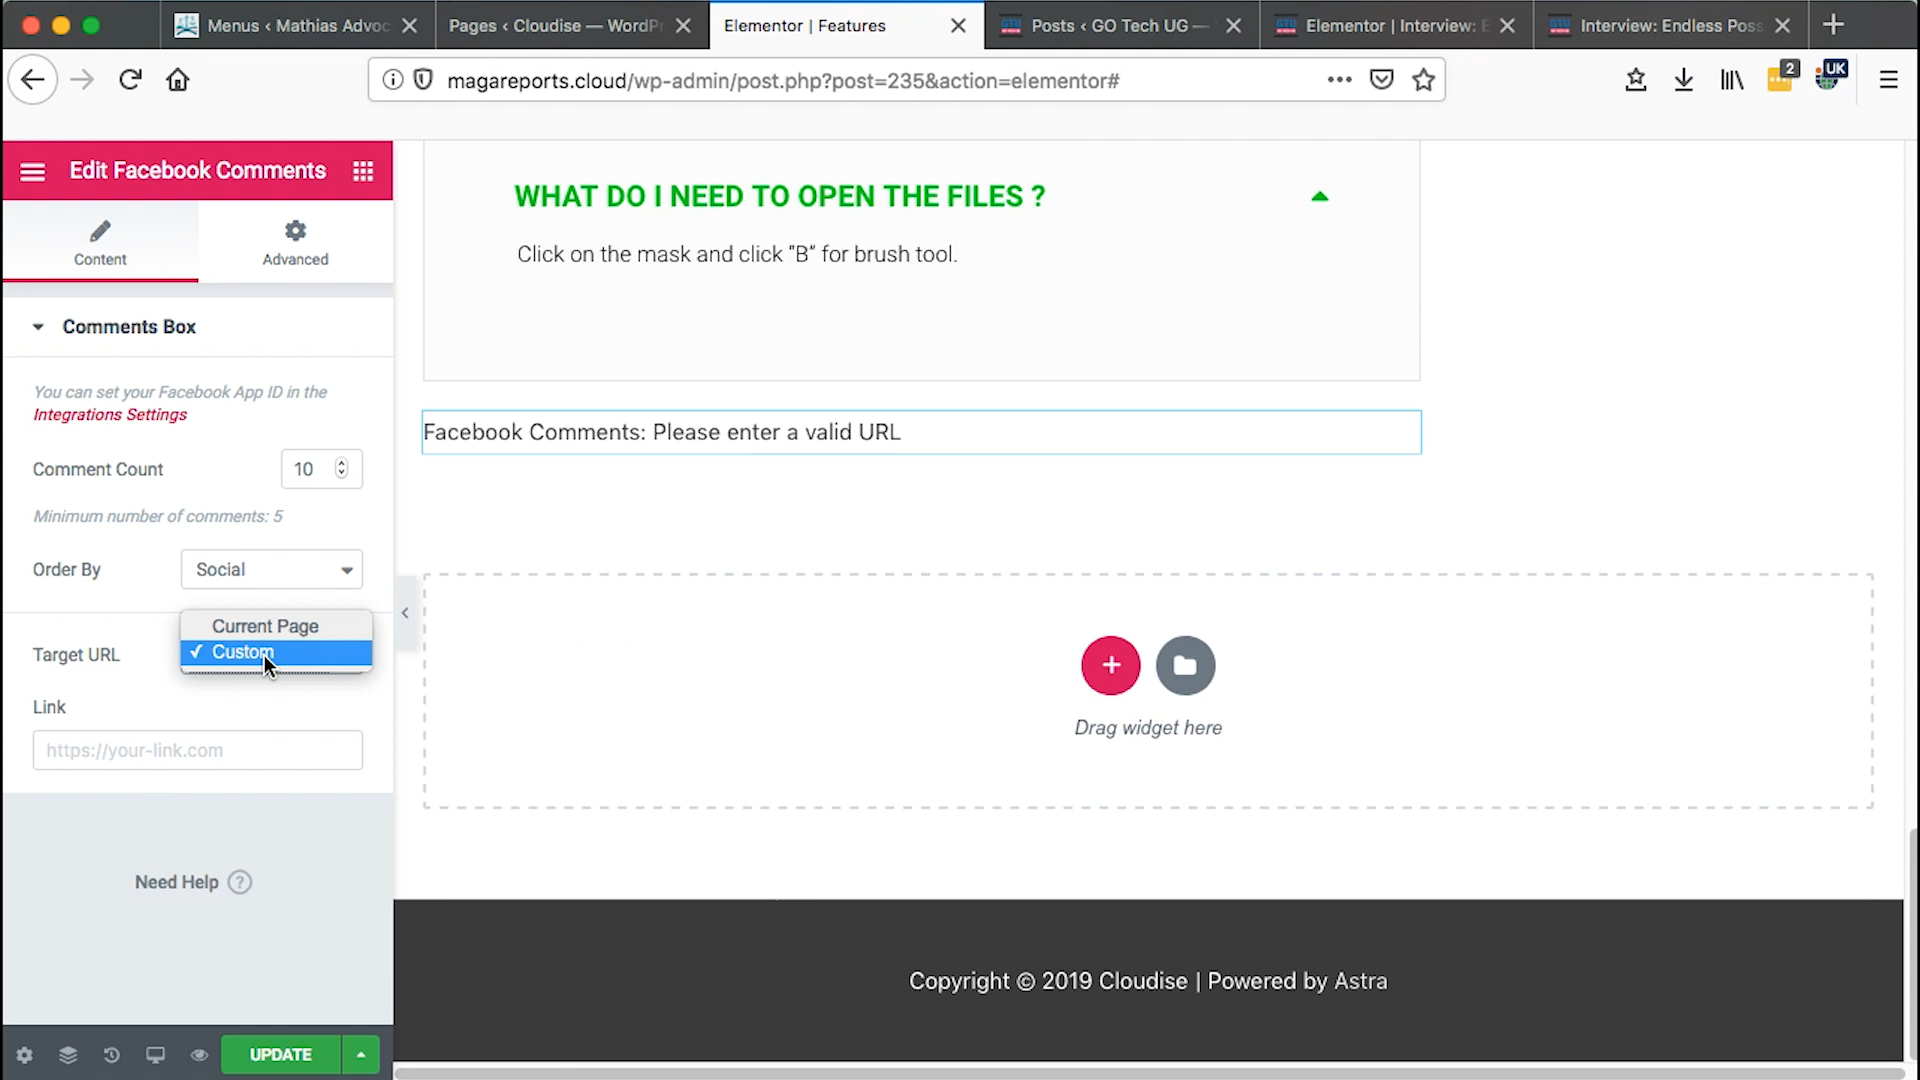 Menus < Mathias Advoc
Pages < Cloudise — WordPr
Elementor | Features
Posts < GO Tech UG —
Elementor | Interview: E
Interview: Endless Poss
magareports.cloud/wp-admin/post.php?post=235&action=elementor#
2
UK
Edit Facebook Comments
Content
Advanced
Comments Box
You can set your Facebook App ID in the
Integrations Settings
Comment Count
10
Minimum number of comments: 5
Order By
Social
Current Page
Target URL
✓ Custom
Link
https://your-link.com
Need Help
?
UPDATE
WHAT DO I NEED TO OPEN THE FILES ?
Click on the mask and click "B" for brush tool.
Facebook Comments: Please enter a valid URL
Drag widget here
Copyright © 2019 Cloudise | Powered by Astra